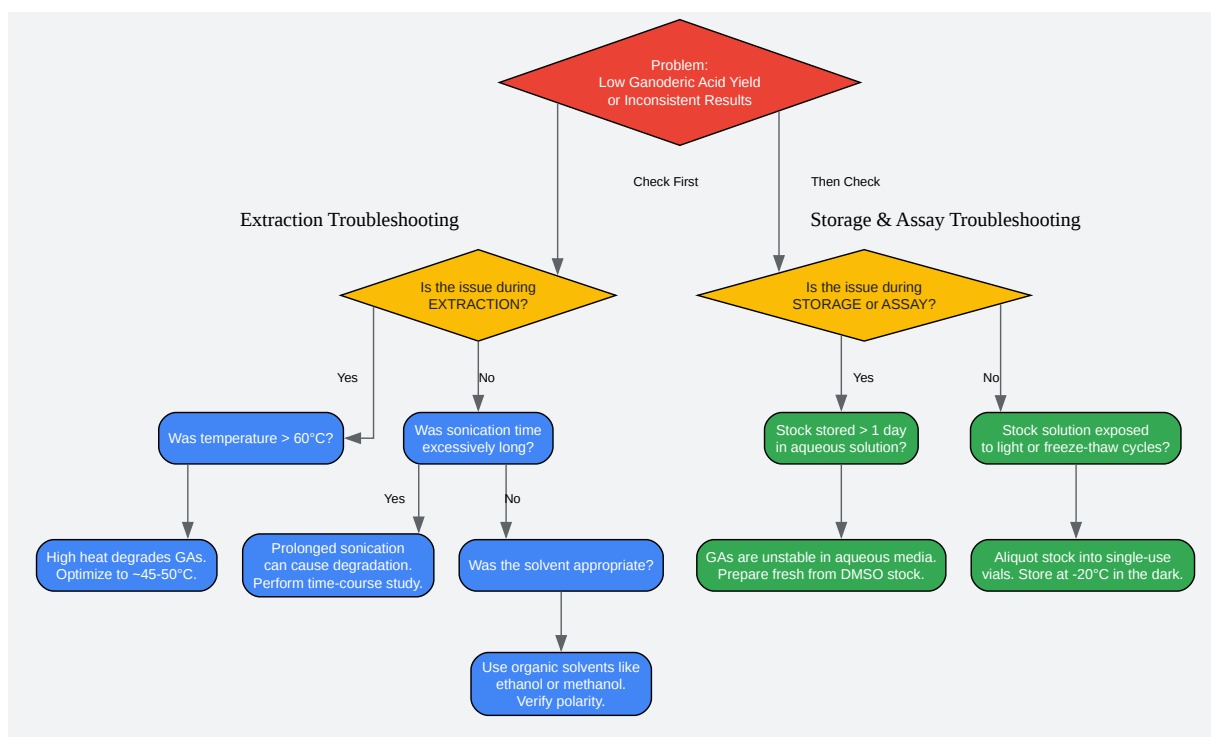 Problem:
Low Ganoderic Acid Yield
or Inconsistent Results
Check First
Then Check
Extraction Troubleshooting
Storage & Assay Troubleshooting
Is the issue during
EXTRACTION?
Is the issue during
STORAGE or ASSAY?
Yes
No
Yes
No
Was temperature > 60°C?
Was sonication time
excessively long?
Stock stored > 1 day
in aqueous solution?
Stock solution exposed
to light or freeze-thaw cycles?
Yes
No
High heat degrades GAs.
Optimize to ~45-50°C.
Prolonged sonication
can cause degradation.
Perform time-course study.
Was the solvent appropriate?
GAs are unstable in aqueous media.
Prepare fresh from DMSO stock.
Aliquot stock into single-use
vials. Store at -20°C in the dark.
Use organic solvents like
ethanol or methanol.
Verify polarity.